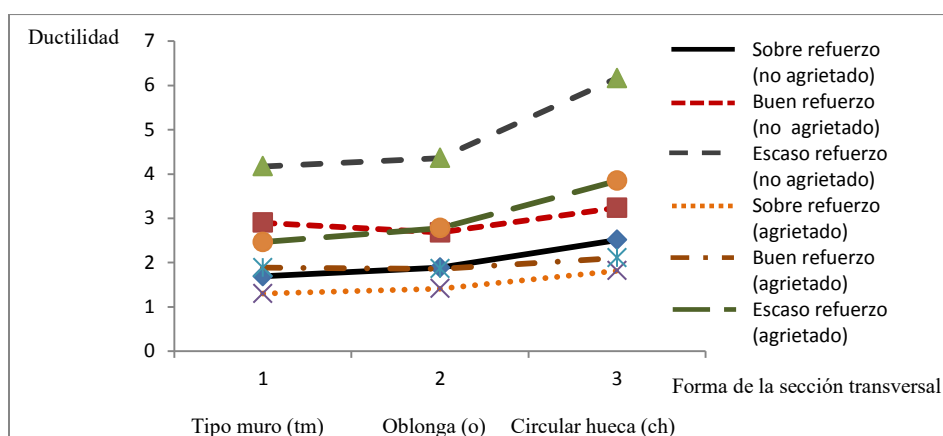 Ductilidad
7
6
5
4
3
2
1
0
1 2 3
Tipo muro (tm) Oblonga (o) Circular hueca (ch)
Forma de la sección transversal
Sobre refuerzo
(no agrietado)
Buen refuerzo
(no agrietado)
Escaso refuerzo
(no agrietado)
Sobre refuerzo
(agrietado)
Buen refuerzo
(agrietado)
Escaso refuerzo
(agrietado)